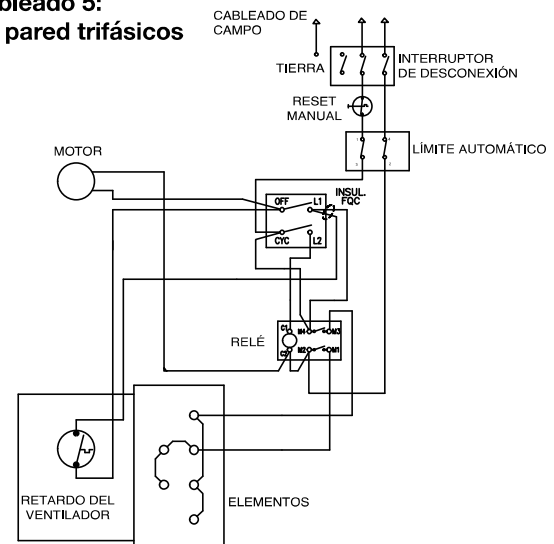 bleado 5:
pared trifásicos
CABLEADO DE
CAMPO
TIERRA
INTERRUPTOR
DE DESCONEXIÓN
RESET
MANUAL
LÍMITE AUTOMÁTICO
MOTOR
INSUL.
FQC
OFF
L1
CYC
L2
RELÉ
C1
M4
M3
C2
M2
M1
RETARDO DEL
VENTILADOR
ELEMENTOS